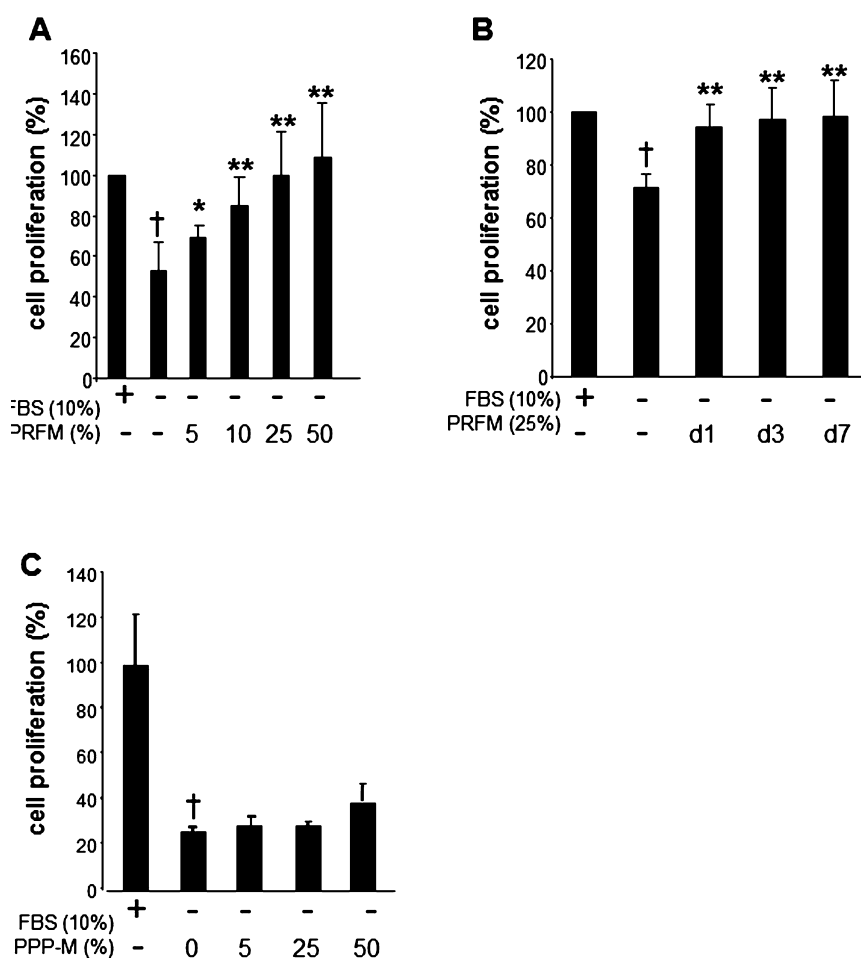 A
cell proliferation (%)
160
140
120
100
80
60
40
20
0
†
*
**
**
**
FBS (10%) + - - - - -
PRFM (%) - - 5 10 25 50
B
cell proliferation (%)
120
100
80
60
40
20
0
†
**
**
**
FBS (10%) + - - - -
PRFM (25%) - - d1 d3 d7
C
cell proliferation (%)
140
120
100
80
60
40
20
0
†
FBS (10%) + - - - -
PPP-M (%) - 0 5 25 50